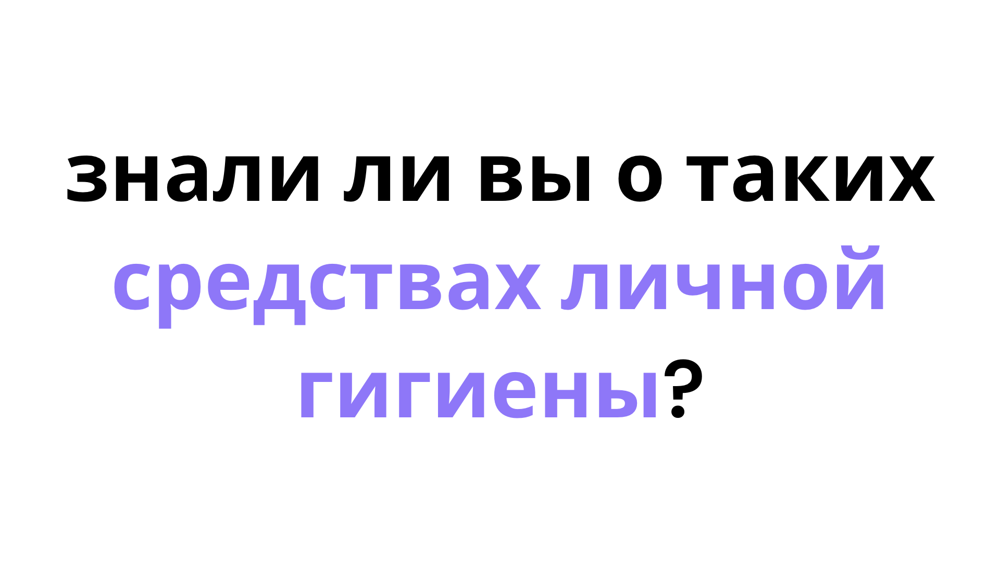 знали ли вы о таких
средствах личной
гигиены?